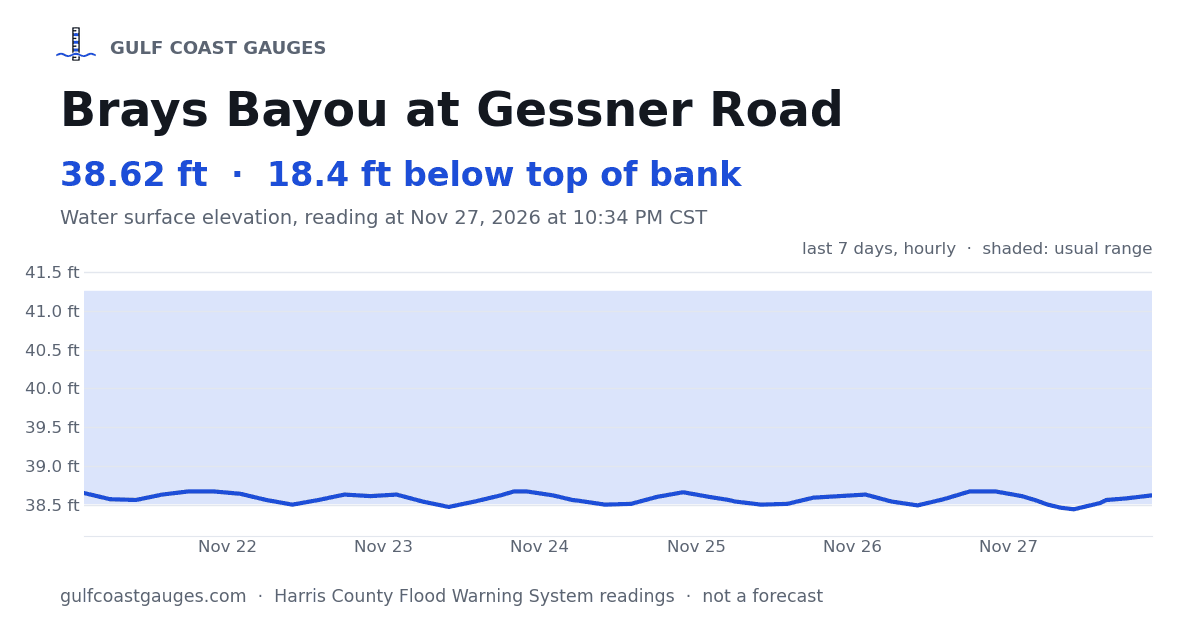 GULF COAST GAUGES
Brays Bayou at Gessner Road
38.62 ft · 18.4 ft below top of bank
Water surface elevation, reading at Nov 27, 2026 at 10:34 PM CST
last 7 days, hourly · shaded: usual range
41.5 ft
41.0 ft
40.5 ft
40.0 ft
39.5 ft
39.0 ft
38.5 ft
Nov 22 Nov 23 Nov 24 Nov 25 Nov 26 Nov 27
gulfcoastgauges.com · Harris County Flood Warning System readings · not a forecast